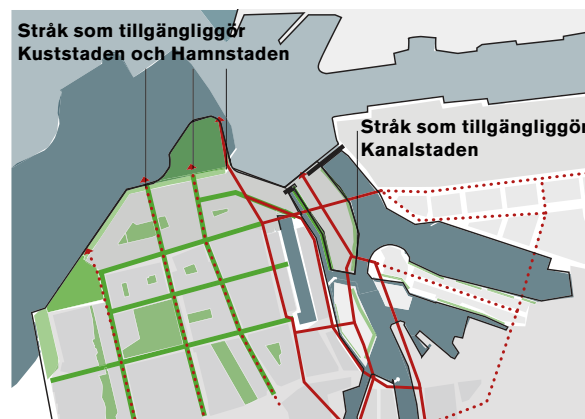 Stråk som tillgängliggör
Kuststaden och Hamnstaden
Stråk som tillgängliggör
Kanalstaden